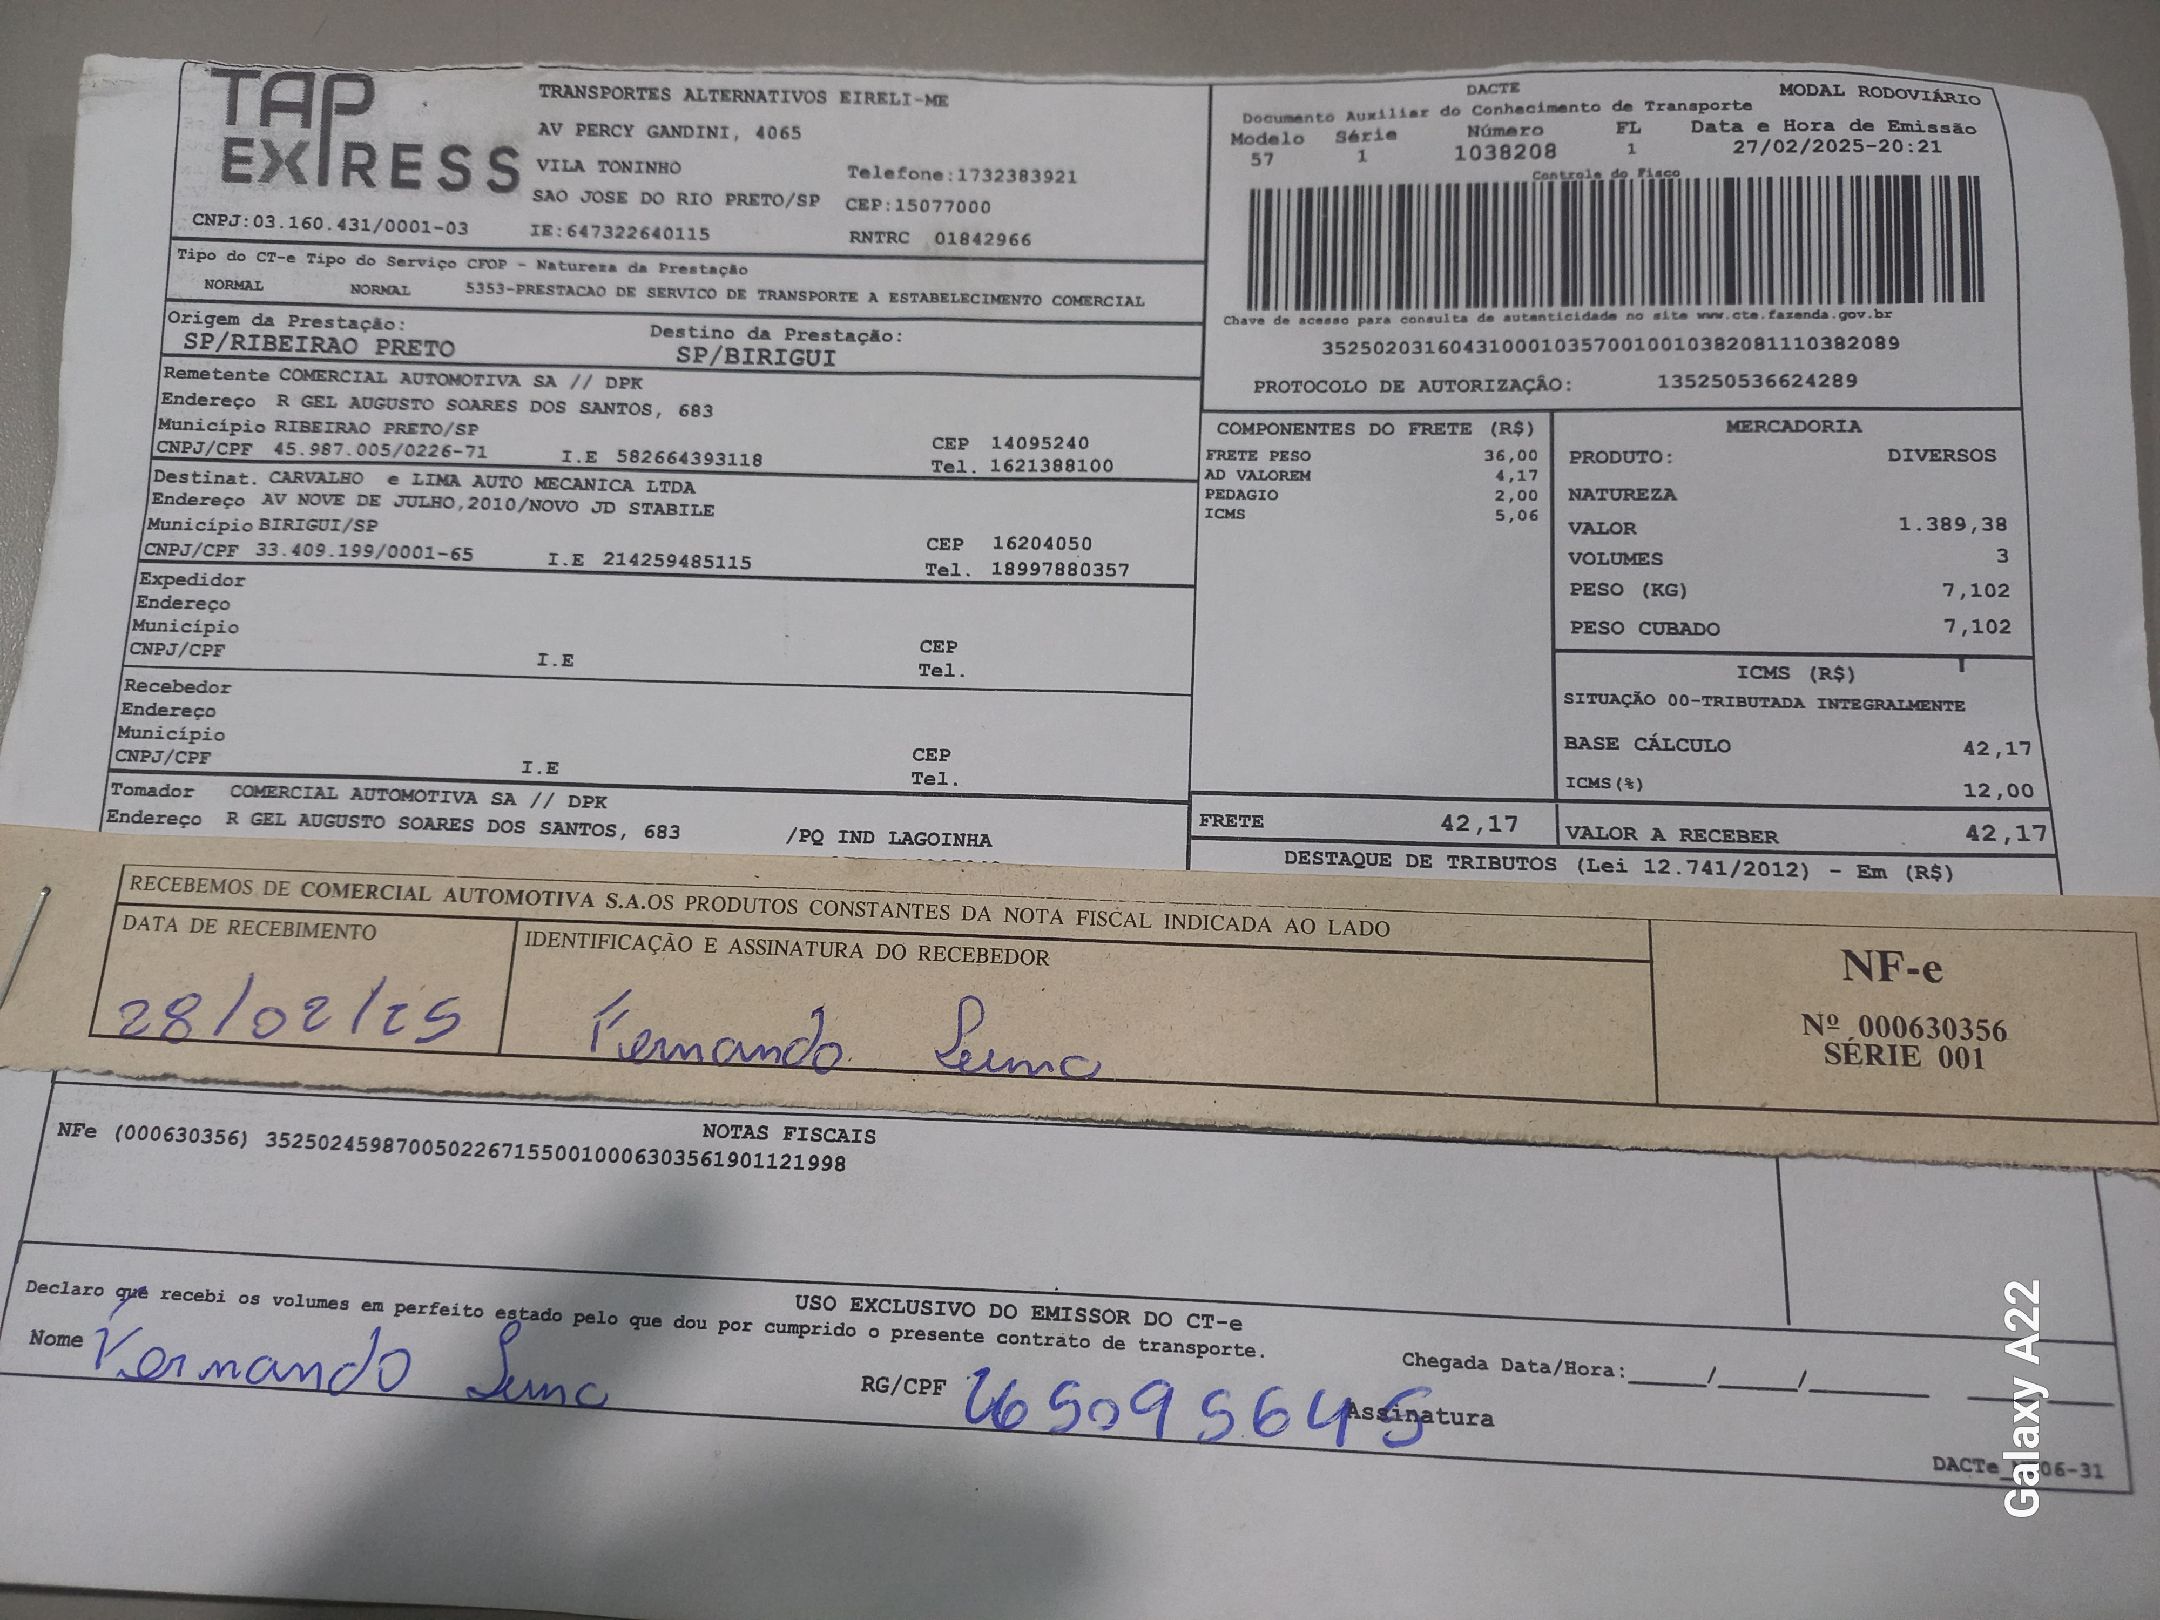 TAP EXPRESS
TRANSPORTES ALTERNATIVOS EIRELI-ME
AV PERCY GANDINI, 4065
VILA TONINHO
Telefone:1732383921
SAO JOSE DO RIO PRETO/SP CEP:15077000
CNPJ:03.160.431/0001-03 IE:647322640115 RNTRC 01842966
DACTE MODAL RODOVIÁRIO
Documento Auxiliar do Conhecimento de Transporte
Modelo Série Número FL Data e Hora de Emissão
57 1 1038208 1 27/02/2025-20:21
Controle do Fisco
Chave de acesso para consulta de autenticidade no site www.cte.fazenda.gov.br
35250203160431000103570010010382081110382089
PROTOCOLO DE AUTORIZAÇÃO: 135250536624289
Tipo do CT-e Tipo do Serviço CFOP - Natureza da Prestação
NORMAL NORMAL 5353-PRESTACAO DE SERVICO DE TRANSPORTE A ESTABELECIMENTO COMERCIAL
Origem da Prestação: Destino da Prestação:
SP/RIBEIRAO PRETO SP/BIRIGUI
Remetente COMERCIAL AUTOMOTIVA SA // DPK
Endereço R GEL AUGUSTO SOARES DOS SANTOS, 683
Município RIBEIRAO PRETO/SP CEP 14095240
CNPJ/CPF 45.987.005/0226-71 I.E 582664393118 Tel. 1621388100
Destinat. CARVALHO e LIMA AUTO MECANICA LTDA
Endereço AV NOVE DE JULHO,2010/NOVO JD STABILE
Município BIRIGUI/SP CEP 16204050
CNPJ/CPF 33.409.199/0001-65 I.E 214259485115 Tel. 18997880357
Expedidor
Endereço
Município CEP
CNPJ/CPF I.E Tel.
Recebedor
Endereço
Município CEP
CNPJ/CPF I.E Tel.
Tomador COMERCIAL AUTOMOTIVA SA // DPK
Endereço R GEL AUGUSTO SOARES DOS SANTOS, 683 /PQ IND LAGOINHA
COMPONENTES DO FRETE (R$)
FRETE PESO 36,00
AD VALOREM 4,17
PEDAGIO 2,00
ICMS 5,06
MERCADORIA
PRODUTO: DIVERSOS
NATUREZA
VALOR 1.389,38
VOLUMES 3
PESO (KG) 7,102
PESO CUBADO 7,102
ICMS (R$)
SITUAÇÃO 00-TRIBUTADA INTEGRALMENTE
BASE CÁLCULO 42,17
ICMS(%) 12,00
FRETE 42,17 VALOR A RECEBER 42,17
DESTAQUE DE TRIBUTOS (Lei 12.741/2012) - Em (R$)
RECEBEMOS DE COMERCIAL AUTOMOTIVA S.A.OS PRODUTOS CONSTANTES DA NOTA FISCAL INDICADA AO LADO
DATA DE RECEBIMENTO IDENTIFICAÇÃO E ASSINATURA DO RECEBEDOR
28/02/25 Fernando
NF-e
Nº 000630356
SÉRIE 001
NOTAS FISCAIS
NFe (000630356) 35250245987005022671550010006303561901121998
USO EXCLUSIVO DO EMISSOR DO CT-e
Declaro que recebi os volumes em perfeito estado pelo que dou por cumprido o presente contrato de transporte.
Nome Fernando RG/CPF Assinatura
Chegada Data/Hora:_____/_____/_____
Galaxy A22